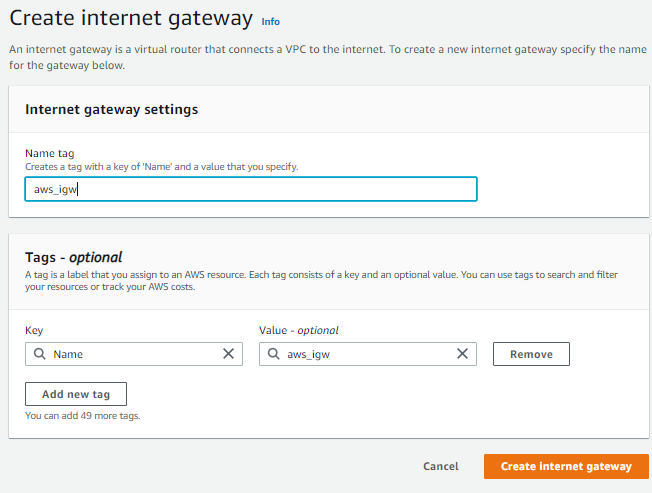 Create internet gateway Info
An internet gateway is a virtual router that connects a VPC to the internet. To create a new internet gateway specify the name
for the gateway below.
Internet gateway settings
Name tag
Creates a tag with a key of 'Name' and a value that you specify.
aws_igw
Tags - optional
A tag is a label that you assign to an AWS resource. Each tag consists of a key and an optional value. You can use tags to search and filter
your resources or track your AWS costs.
Key Value - optional
Name aws_igw Remove
Add new tag
You can add 49 more tags.
Cancel Create internet gateway